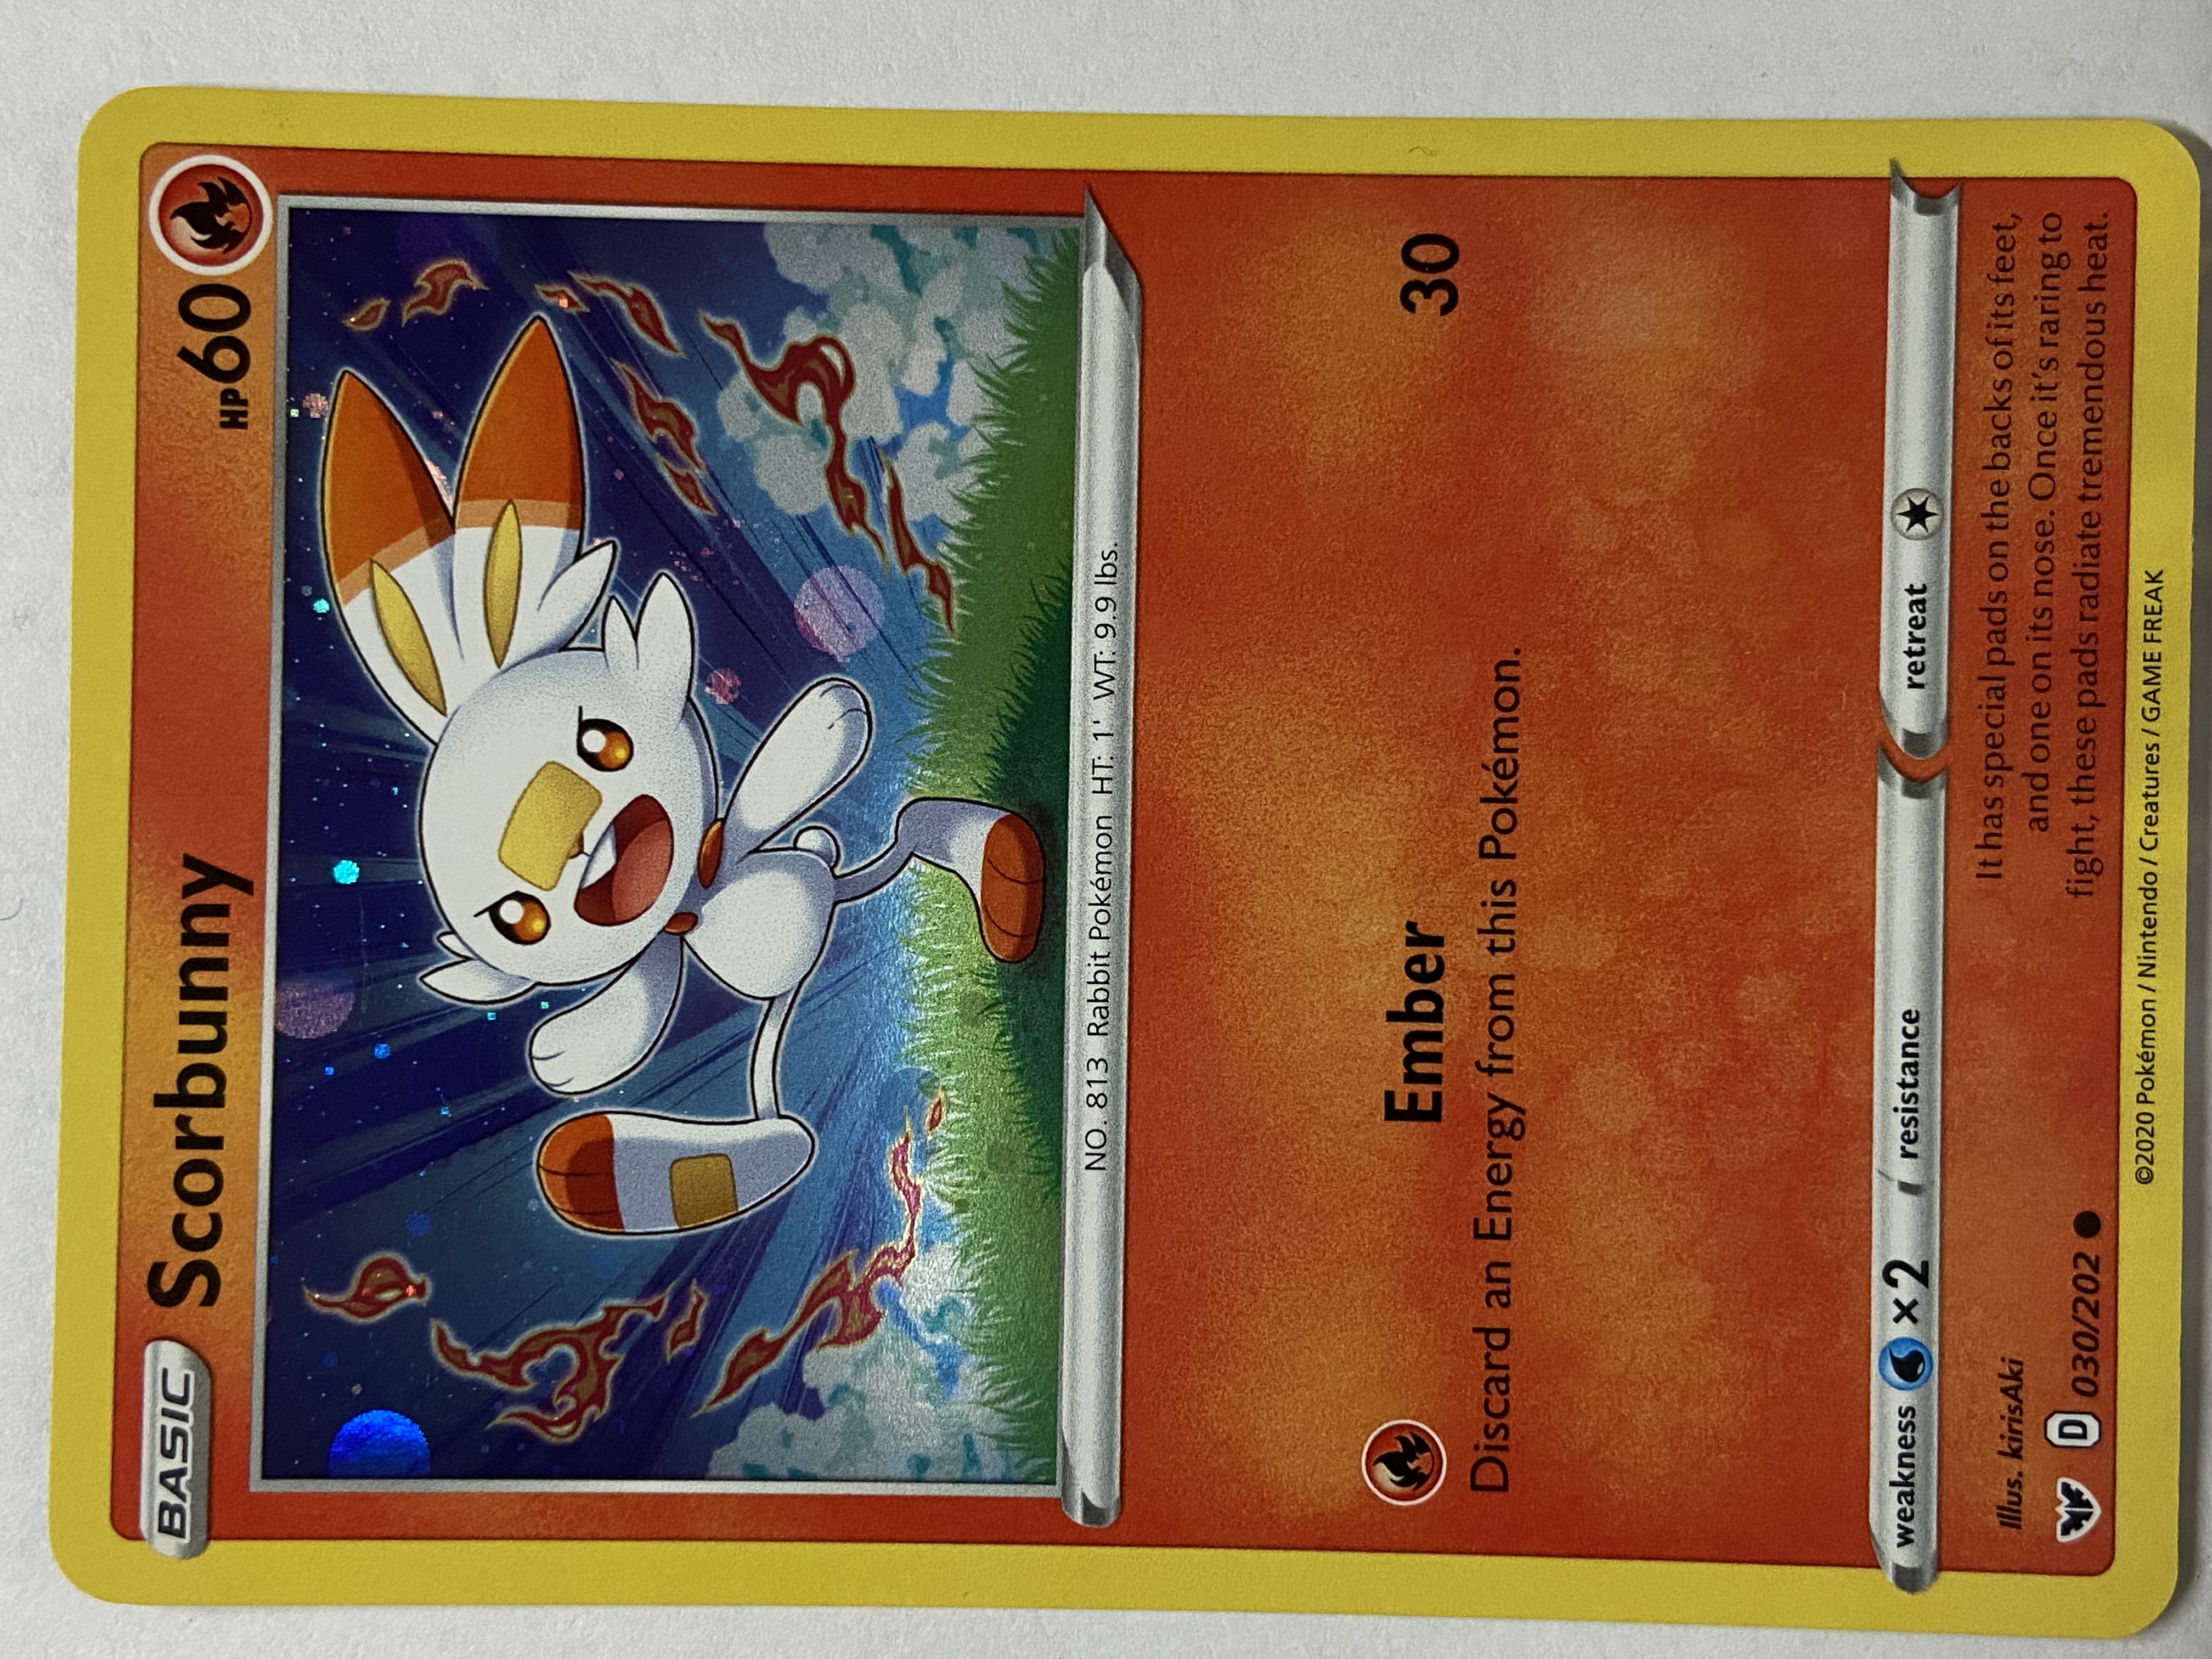 BASIC Scorbunny HP 60
NO. 813 Rabbit Pokémon HT: 1' WT: 9.9 lbs.
Ember 30
Discard an Energy from this Pokémon.
weakness ×2 resistance retreat
Illus. kirisAki
It has special pads on the backs of its feet,
and one on its nose. Once it's raring to
fight, these pads radiate tremendous heat.
D 030/202
©2020 Pokémon / Nintendo / Creatures / GAME FREAK